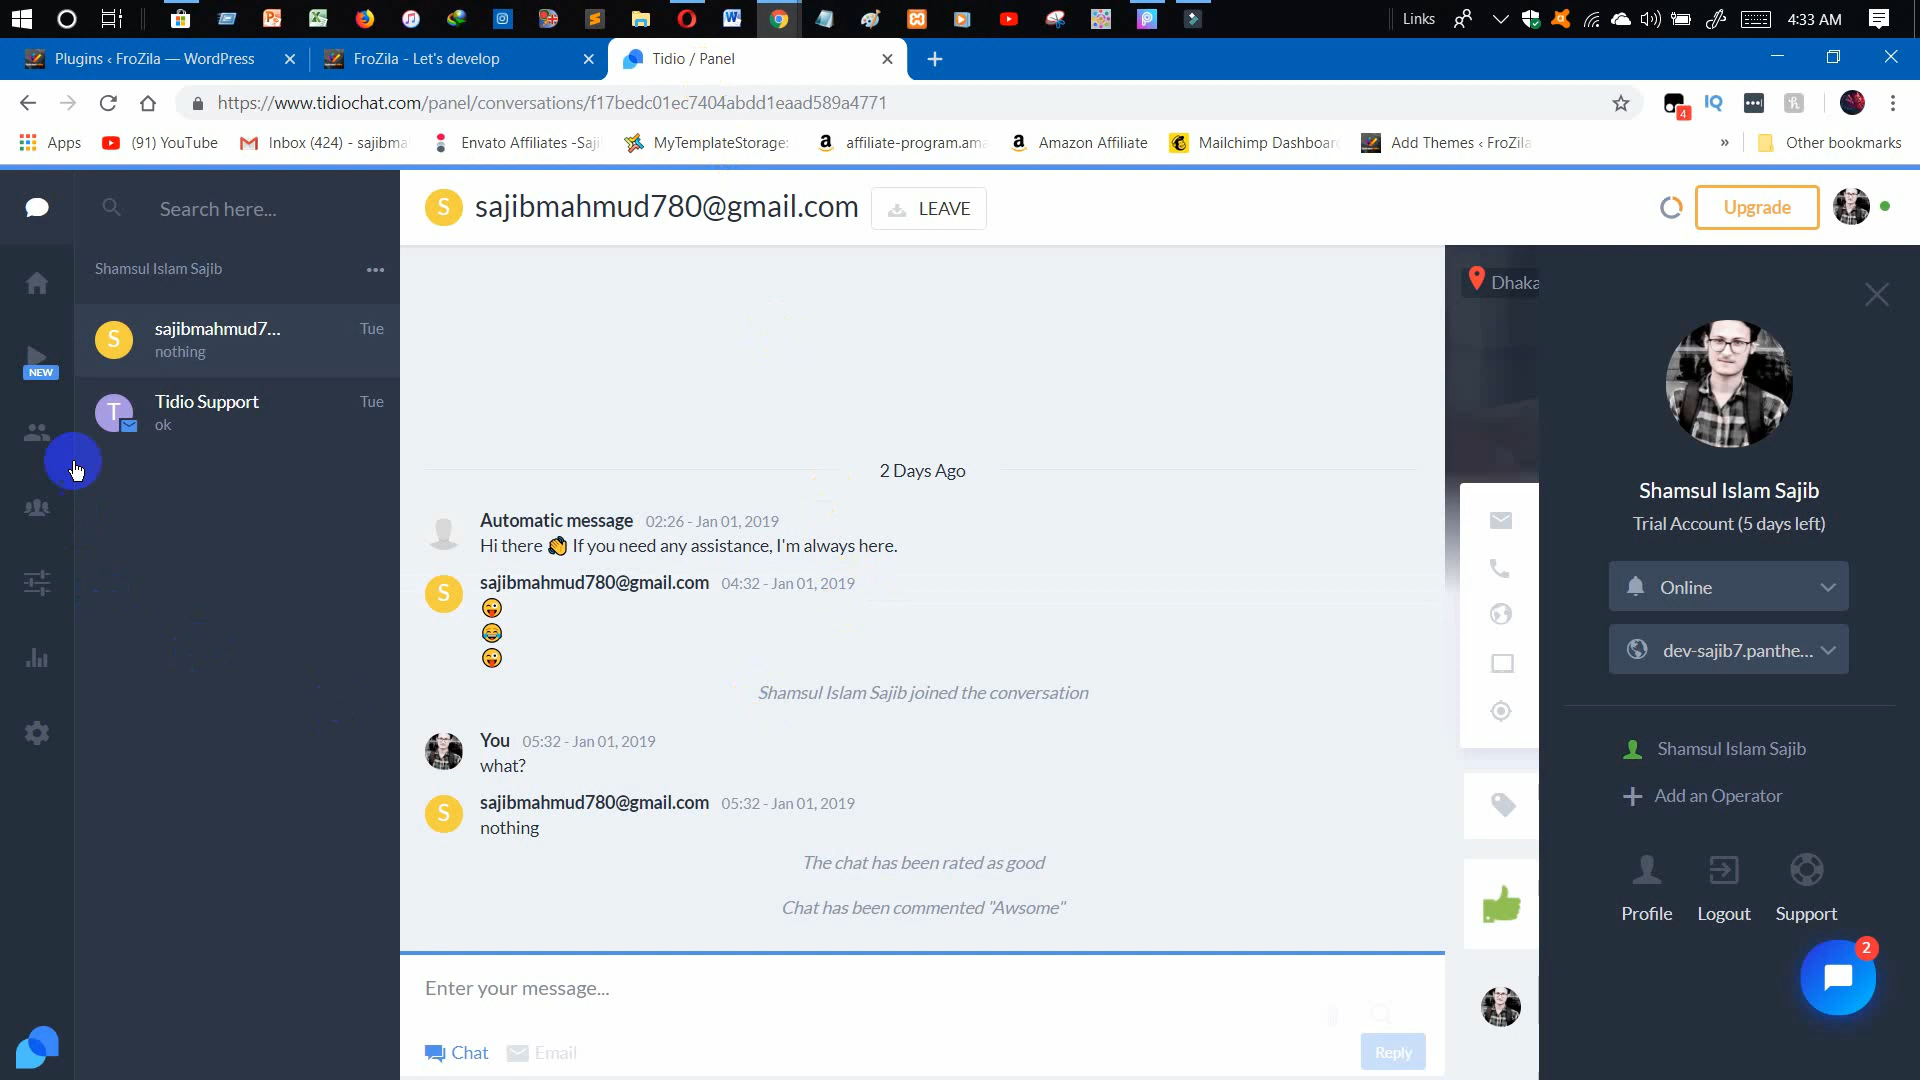 Links
4:33 AM
Plugins ‹ FroZila — WordPress
FroZila - Let's develop
Tidio / Panel
https://www.tidiochat.com/panel/conversations/f17bedc01ec7404abdd1eaad589a4771
4
IQ
Apps
(91) YouTube
Inbox (424) - sajibma
Envato Affiliates -Saji
MyTemplateStorage:
affiliate-program.ama
Amazon Affiliate
Mailchimp Dashboar
Add Themes ‹ FroZila
»
Other bookmarks
Search here...
S
sajibmahmud780@gmail.com
LEAVE
Upgrade
Shamsul Islam Sajib
S
sajibmahmud7...
Tue
nothing
NEW
T
Tidio Support
Tue
ok
Dhaka
2 Days Ago
Automatic message 02:26 - Jan 01, 2019
Hi there 👋 If you need any assistance, I'm always here.
S
sajibmahmud780@gmail.com 04:32 - Jan 01, 2019
😜
😂
😜
Shamsul Islam Sajib joined the conversation
You 05:32 - Jan 01, 2019
what?
S
sajibmahmud780@gmail.com 05:32 - Jan 01, 2019
nothing
The chat has been rated as good
Chat has been commented "Awsome"
Enter your message...
Chat
Email
Reply
Shamsul Islam Sajib
Trial Account (5 days left)
Online
dev-sajib7.panthe...
Shamsul Islam Sajib
Add an Operator
Profile
Logout
Support
2